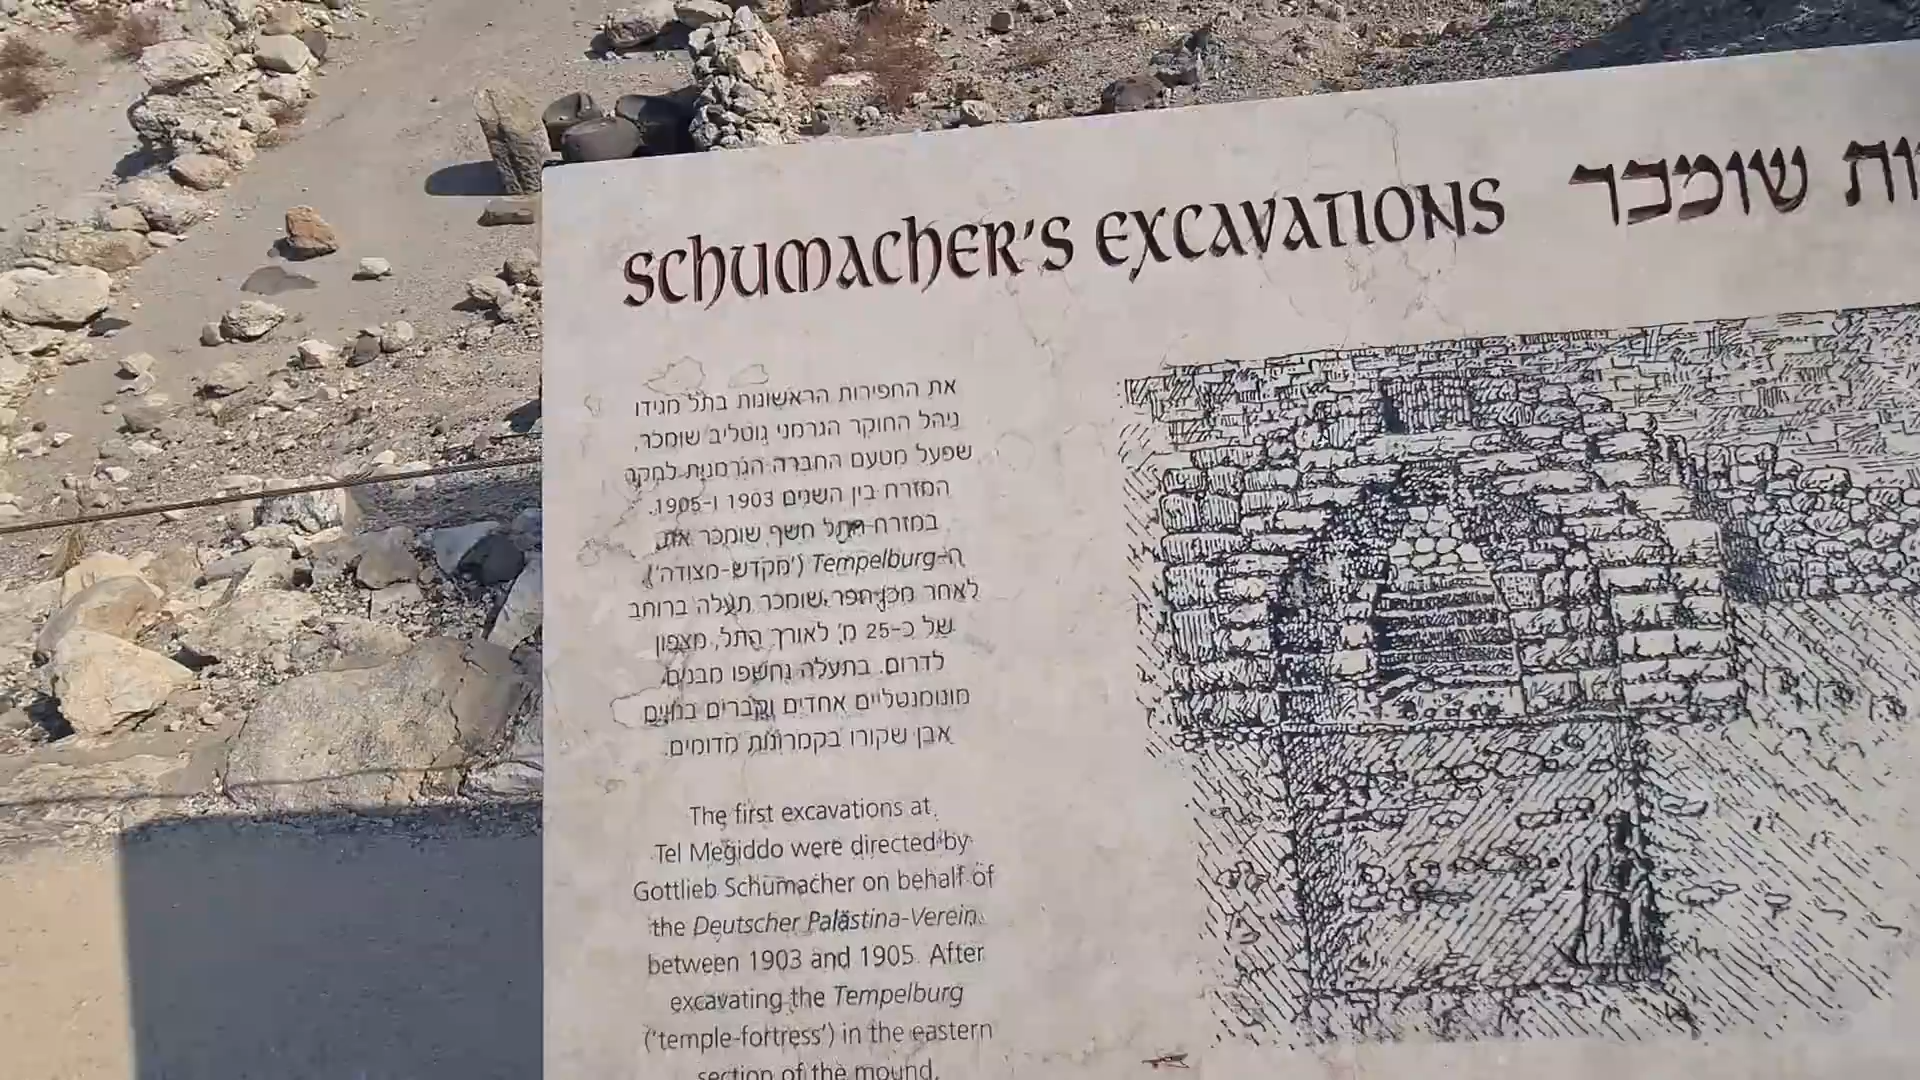 SCHUMACHER'S EXCAVATIONS
שומכר
את החפירות הראשונות בתל מגידו
ניהל החוקר הגרמני גוטליב שומכר,
שפעל מטעם החברה הגרמנית לחקר
המזרח בין השנים 1903 ו-1905.
במזרח התל חשף שומכר את
ה-Tempelburg ('מקדש-מצודה').
לאחר מכן חפר שומכר תעלה ברוחב
של כ-25 מ', לאורך התל, מצפון
לדרום. בתעלה נחשפו מבנים
מונומנטליים אחדים וקברים בנויים
אבן שקורו בקמרונות מדומים.
The first excavations at
Tel Megiddo were directed by
Gottlieb Schumacher on behalf of
the Deutscher Palästina-Verein
between 1903 and 1905. After
excavating the Tempelburg
('temple-fortress') in the eastern
section of the mound,